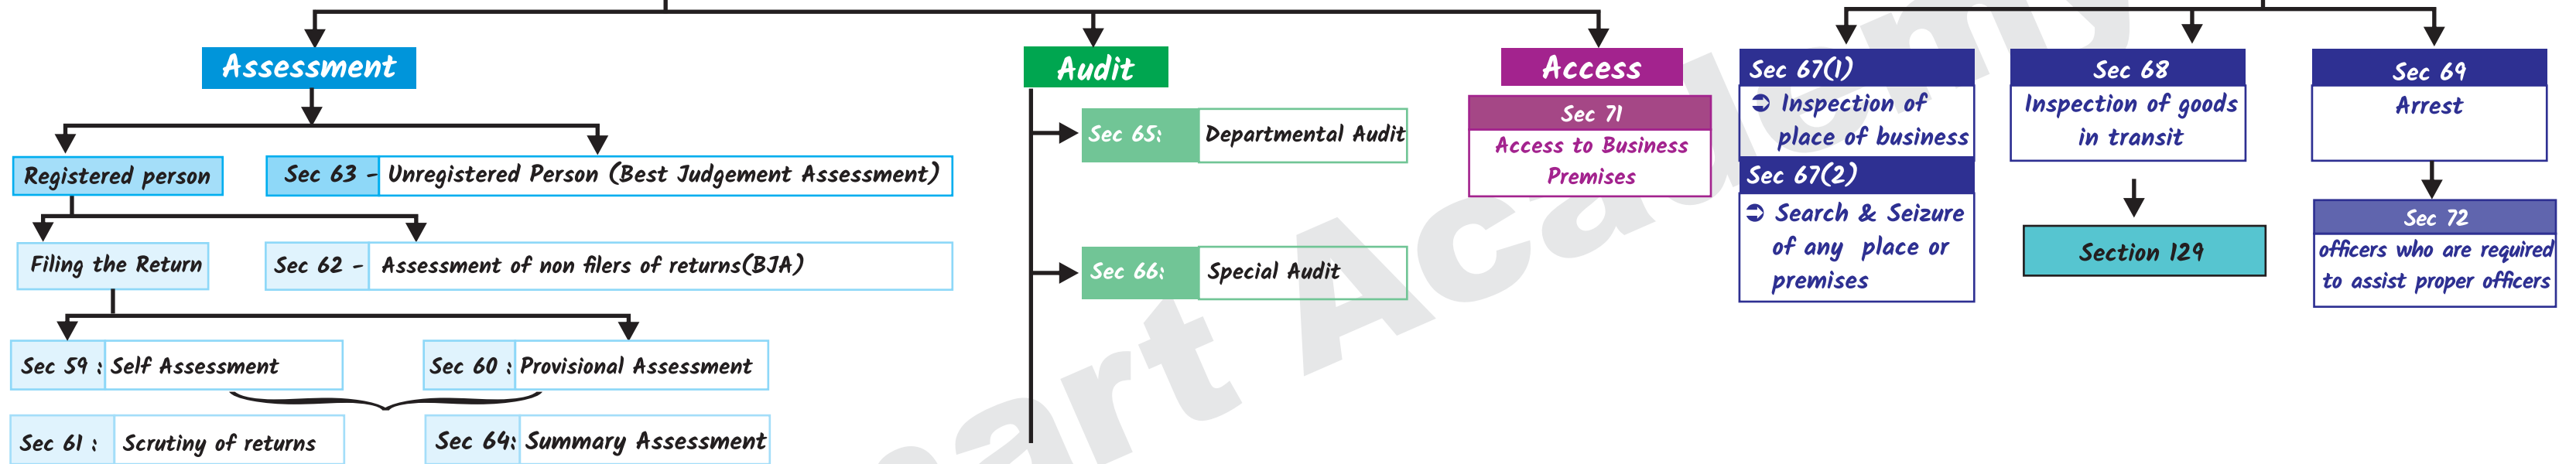 Assessment
Registered person
Sec 63 - Unregistered Person (Best Judgement Assessment)
Filing the Return
Sec 62 - Assessment of non filers of returns(BJA)
Sec 59 : Self Assessment
Sec 60 : Provisional Assessment
Sec 61 : Scrutiny of returns
Sec 64: Summary Assessment
Audit
Sec 65: Departmental Audit
Sec 66: Special Audit
Access
Sec 71
Access to Business
Premises
Sec 67(1)
➲ Inspection of
place of business
Sec 67(2)
➲ Search & Seizure
of any place or
premises
Sec 68
Inspection of goods
in transit
Section 129
Sec 69
Arrest
Sec 72
officers who are required
to assist proper officers
art Academy